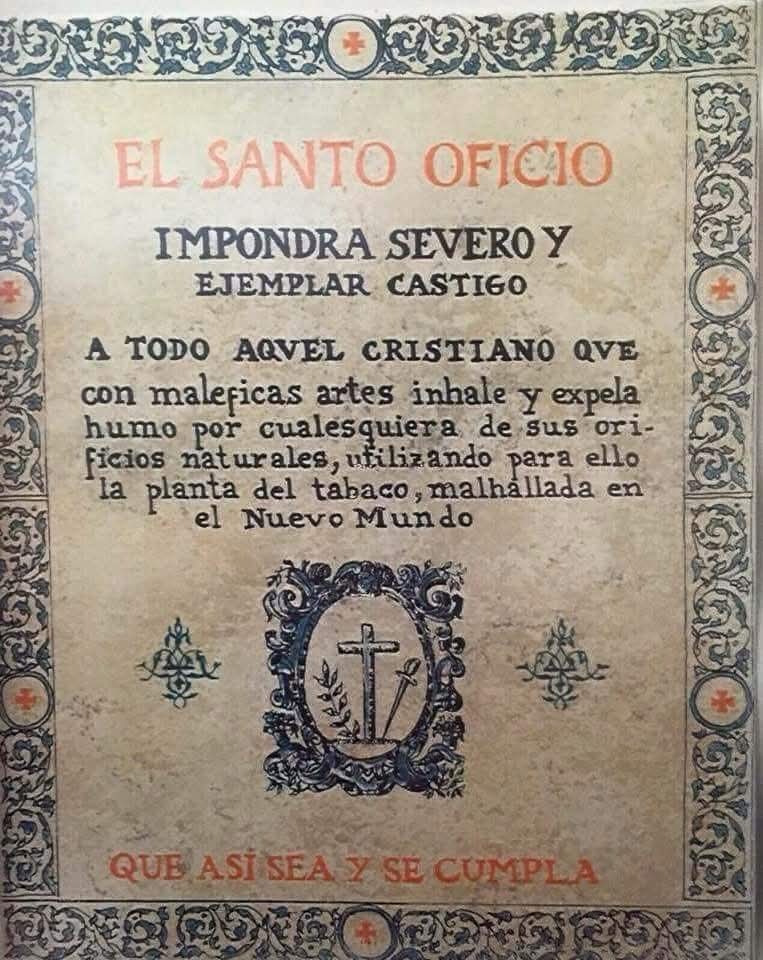 EL SANTO OFICIO
IMPONDRA SEVERO Y
EJEMPLAR CASTIGO
A TODO AQVEL CRISTIANO QVE
con maleficas artes inhale y expela
humo por cualesquiera de sus ori-
ficios naturales, utilizando para ello
la planta del tabaco, malhallada en
el Nuevo Mundo
QUE ASÍ SEA Y SE CUMPLA